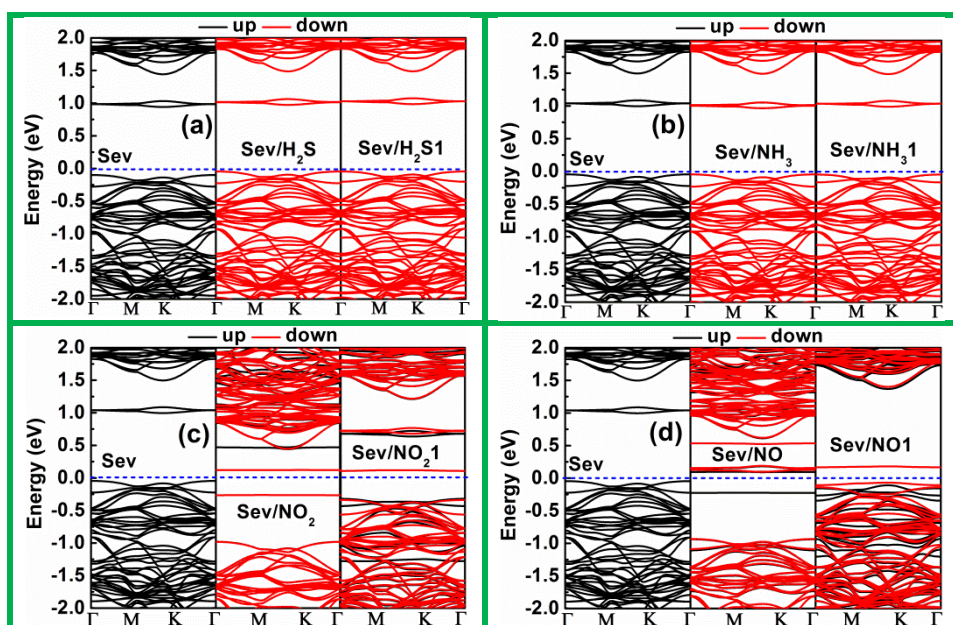 up down
2.0
1.5
1.0
0.5
0.0
-0.5
-1.0
-1.5
-2.0
Energy (eV)
(a)
Sev
Sev/H2S
Sev/H2S1
Γ M K Γ M K Γ M K Γ
up down
2.0
1.5
1.0
0.5
0.0
-0.5
-1.0
-1.5
-2.0
Energy (eV)
(b)
Sev
Sev/NH3
Sev/NH31
Γ M K Γ M K Γ M K Γ
up down
2.0
1.5
1.0
0.5
0.0
-0.5
-1.0
-1.5
-2.0
Energy (eV)
(c)
Sev
Sev/NO2
Sev/NO21
Γ M K Γ M K Γ M K Γ
up down
2.0
1.5
1.0
0.5
0.0
-0.5
-1.0
-1.5
-2.0
Energy (eV)
(d)
Sev
Sev/NO
Sev/NO1
Γ M K Γ M K Γ M K Γ